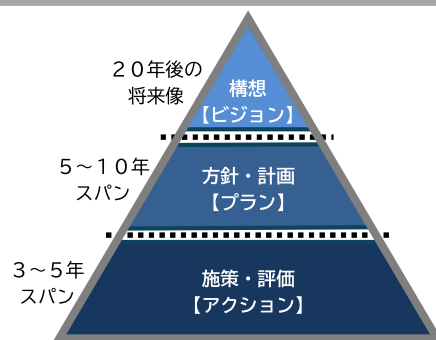 ２０年後の
将来像
構想
【ビジョン】
５～１０年
スパン
方針・計画
【プラン】
３～５年
スパン
施策・評価
【アクション】